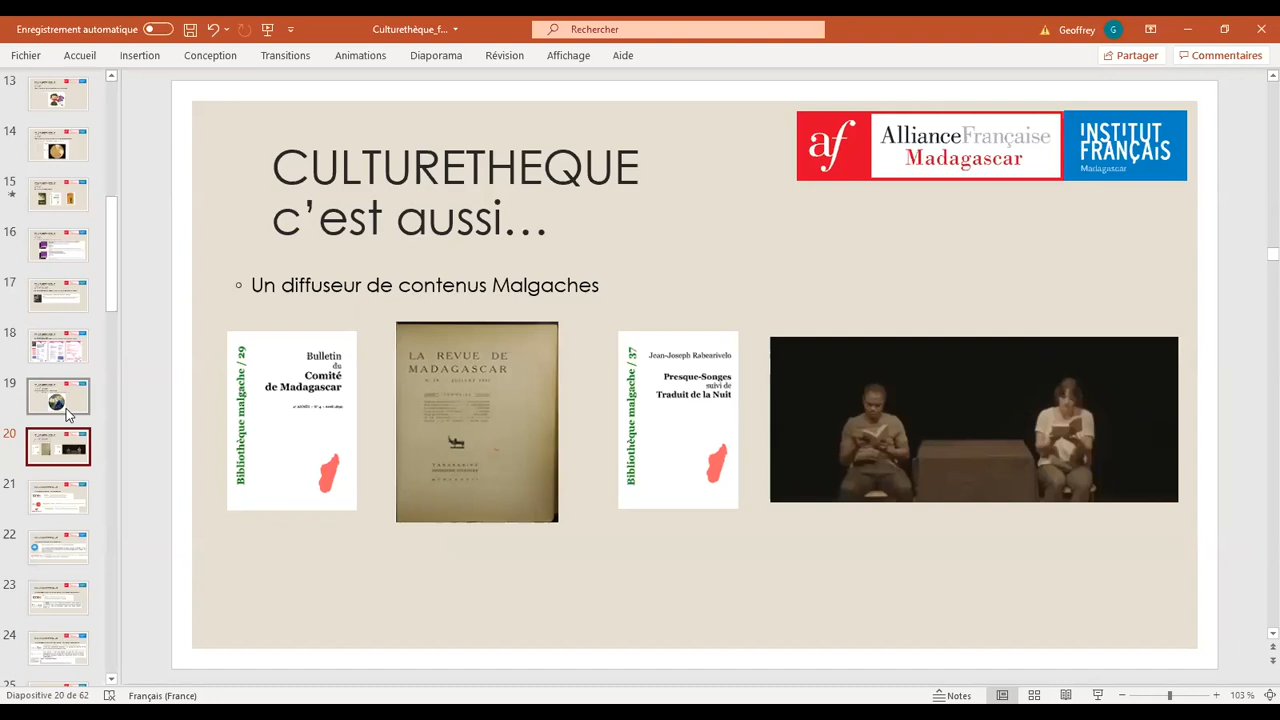 Enregistrement automatique
Culturethèque_f...
Rechercher
Geoffrey
G
Fichier
Accueil
Insertion
Conception
Transitions
Animations
Diaporama
Révision
Affichage
Aide
Partager
Commentaires
13
14
15
16
17
18
19
20
21
22
23
24
CULTURETHEQUE
c’est aussi…
af
AllianceFrançaise
Madagascar
INSTITUT
FRANÇAIS
Madagascar
Un diffuseur de contenus Malgaches
Bibliothèque malgache / 29
Bulletin
du
Comité
de Madagascar
LA REVUE DE
MADAGASCAR
Bibliothèque malgache / 37
Jean-Joseph Rabearivelo
Presque-Songes
suivi de
Traduit de la Nuit
Diapositive 20 de 62
Français (France)
Notes
103 %